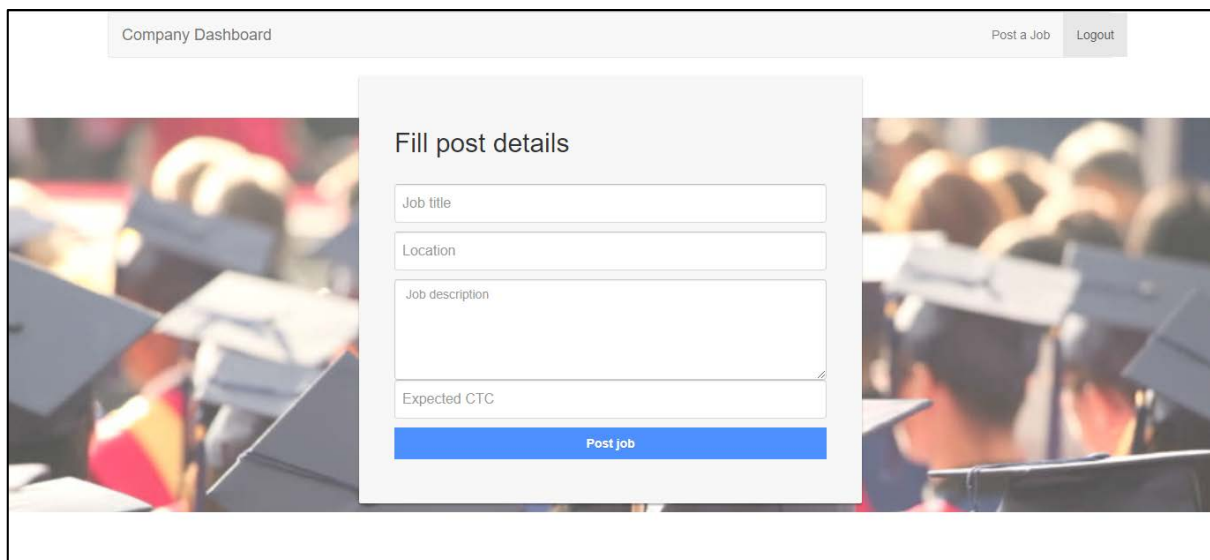 Company Dashboard
Post a Job
Logout
Fill post details
Job title
Location
Job description
Expected CTC
Post job